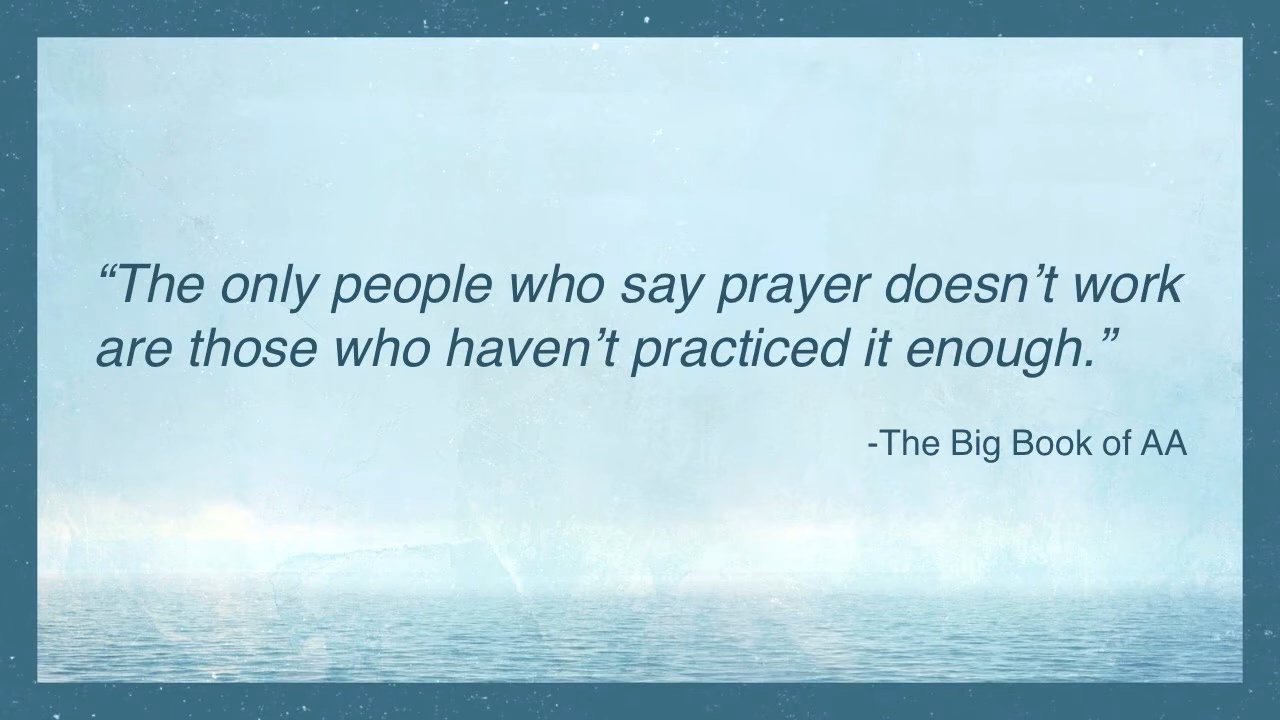 “The only people who say prayer doesn’t work
are those who haven’t practiced it enough.”
-The Big Book of AA